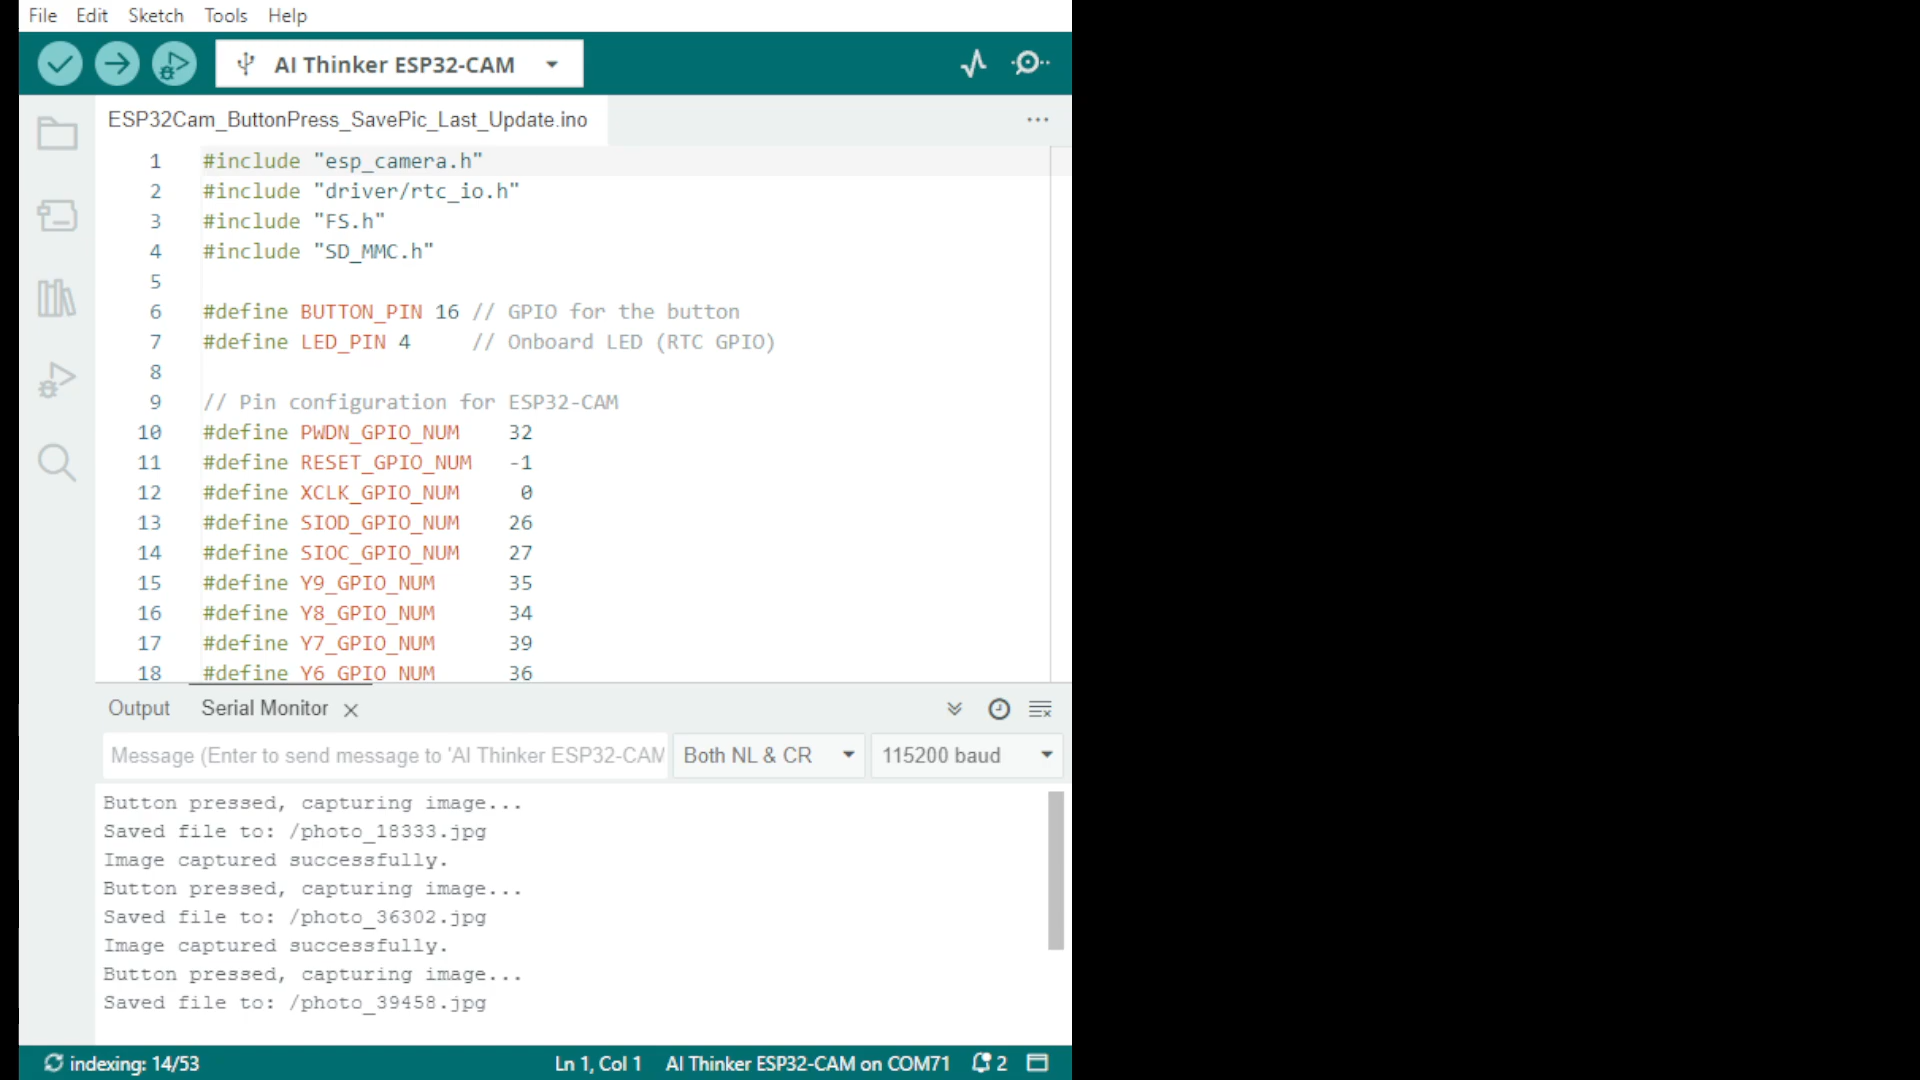 File Edit Sketch Tools Help
AI Thinker ESP32-CAM
ESP32Cam_ButtonPress_SavePic_Last_Update.ino
1 #include "esp_camera.h"
2 #include "driver/rtc_io.h"
3 #include "FS.h"
4 #include "SD_MMC.h"
5
6 #define BUTTON_PIN 16 // GPIO for the button
7 #define LED_PIN 4 // Onboard LED (RTC GPIO)
8
9 // Pin configuration for ESP32-CAM
10 #define PWDN_GPIO_NUM 32
11 #define RESET_GPIO_NUM -1
12 #define XCLK_GPIO_NUM 0
13 #define SIOD_GPIO_NUM 26
14 #define SIOC_GPIO_NUM 27
15 #define Y9_GPIO_NUM 35
16 #define Y8_GPIO_NUM 34
17 #define Y7_GPIO_NUM 39
18 #define Y6_GPIO_NUM 36
Output Serial Monitor
Message (Enter to send message to 'AI Thinker ESP32-CAM Both NL & CR 115200 baud
Button pressed, capturing image...
Saved file to: /photo_18333.jpg
Image captured successfully.
Button pressed, capturing image...
Saved file to: /photo_36302.jpg
Image captured successfully.
Button pressed, capturing image...
Saved file to: /photo_39458.jpg
indexing: 14/53 Ln 1, Col 1 AI Thinker ESP32-CAM on COM71 2